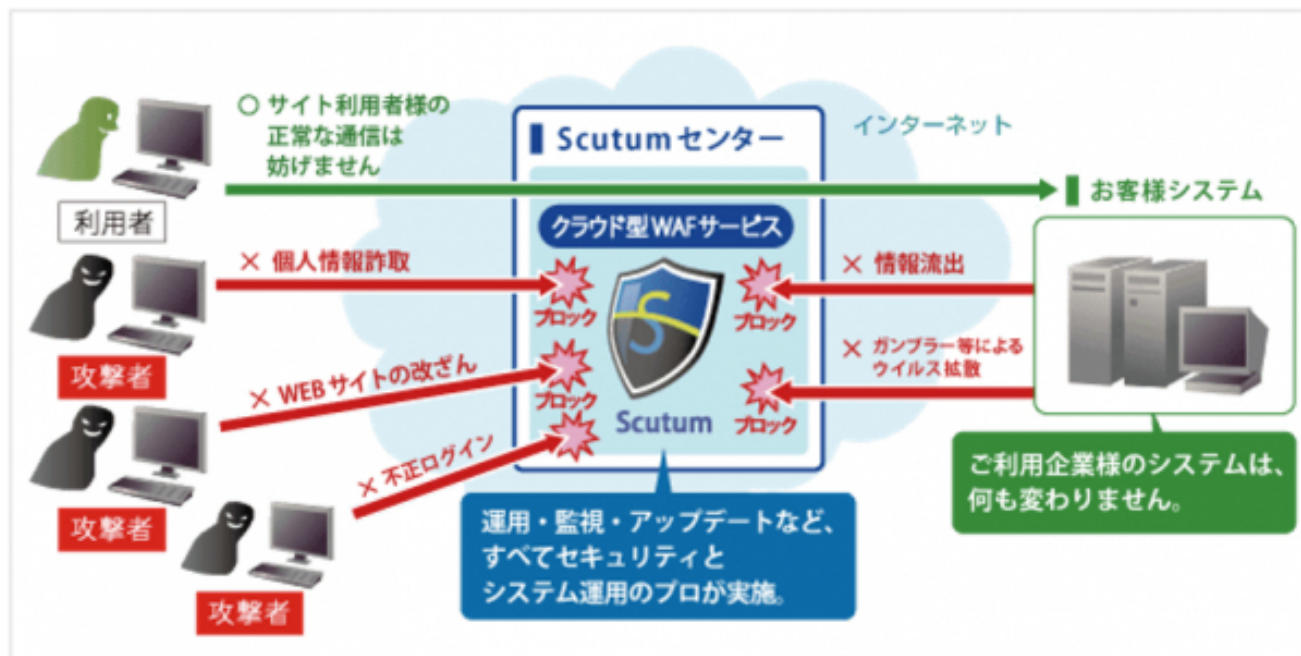 ○ サイト利用者様の
正常な通信は
妨げません
Scutum センター
インターネット
お客様システム
利用者
クラウド型WAFサービス
× 個人情報詐取
ブロック
ブロック
× 情報流出
攻撃者
× WEBサイトの改ざん
ブロック
ブロック
× ガンブラー等による
ウイルス拡散
Scutum
× 不正ログイン
攻撃者
攻撃者
運用・監視・アップデートなど、
すべてセキュリティと
システム運用のプロが実施。
ご利用企業様のシステムは、
何も変わりません。